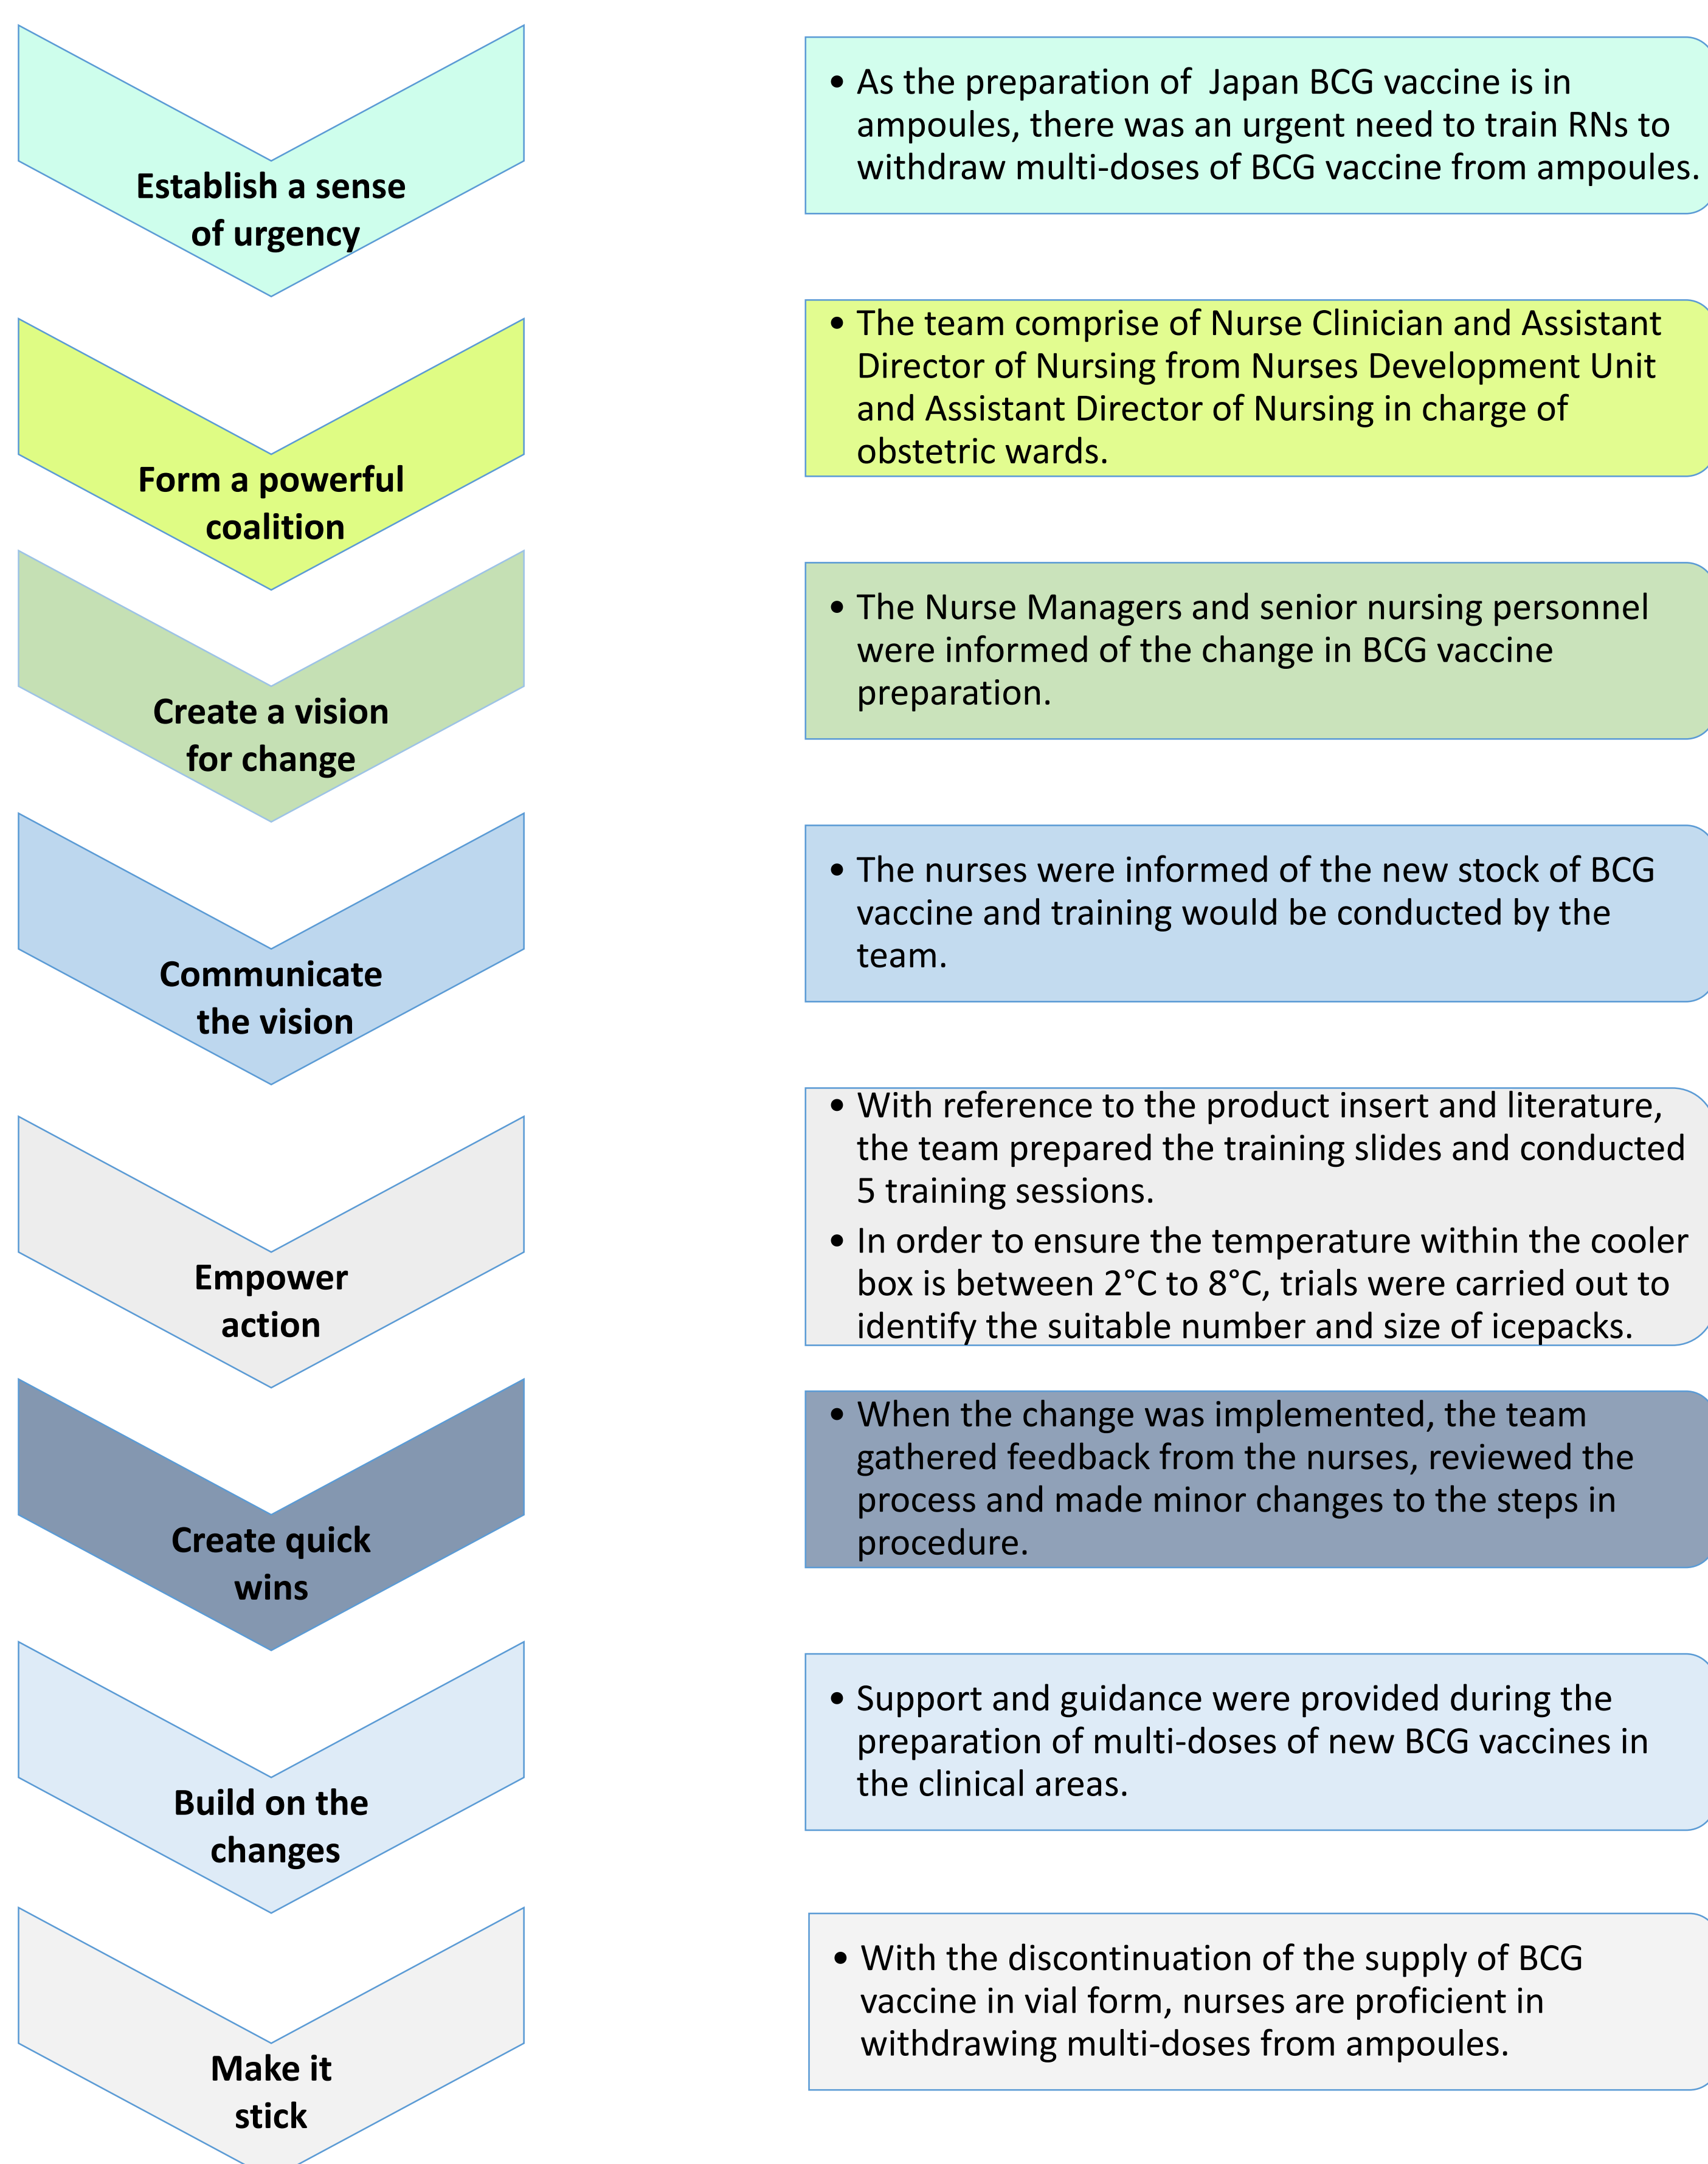 Establish a sense
of urgency
• As the preparation of  Japan BCG vaccine is in
ampoules, there was an urgent need to train RNs to
withdraw multi-doses of BCG vaccine from ampoules.
Form a powerful
coalition
• The team comprise of Nurse Clinician and Assistant
Director of Nursing from Nurses Development Unit
and Assistant Director of Nursing in charge of
obstetric wards.
Create a vision
for change
• The Nurse Managers and senior nursing personnel
were informed of the change in BCG vaccine
preparation.
Communicate
the vision
• The nurses were informed of the new stock of BCG
vaccine and training would be conducted by the
team.
Empower
action
• With reference to the product insert and literature,
the team prepared the training slides and conducted
5 training sessions.
• In order to ensure the temperature within the cooler
box is between 2°C to 8°C, trials were carried out to
identify the suitable number and size of icepacks.
Create quick
wins
• When the change was implemented, the team
gathered feedback from the nurses, reviewed the
process and made minor changes to the steps in
procedure.
Build on the
changes
• Support and guidance were provided during the
preparation of multi-doses of new BCG vaccines in
the clinical areas.
Make it
stick
• With the discontinuation of the supply of BCG
vaccine in vial form, nurses are proficient in
withdrawing multi-doses from ampoules.